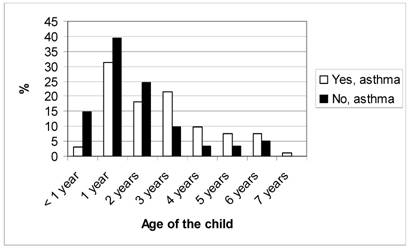 45
40
35
30
25
20
15
10
5
0
%
< 1 year
1 year
2 years
3 years
4 years
5 years
6 years
7 years
Age of the child
Yes, asthma
No, asthma